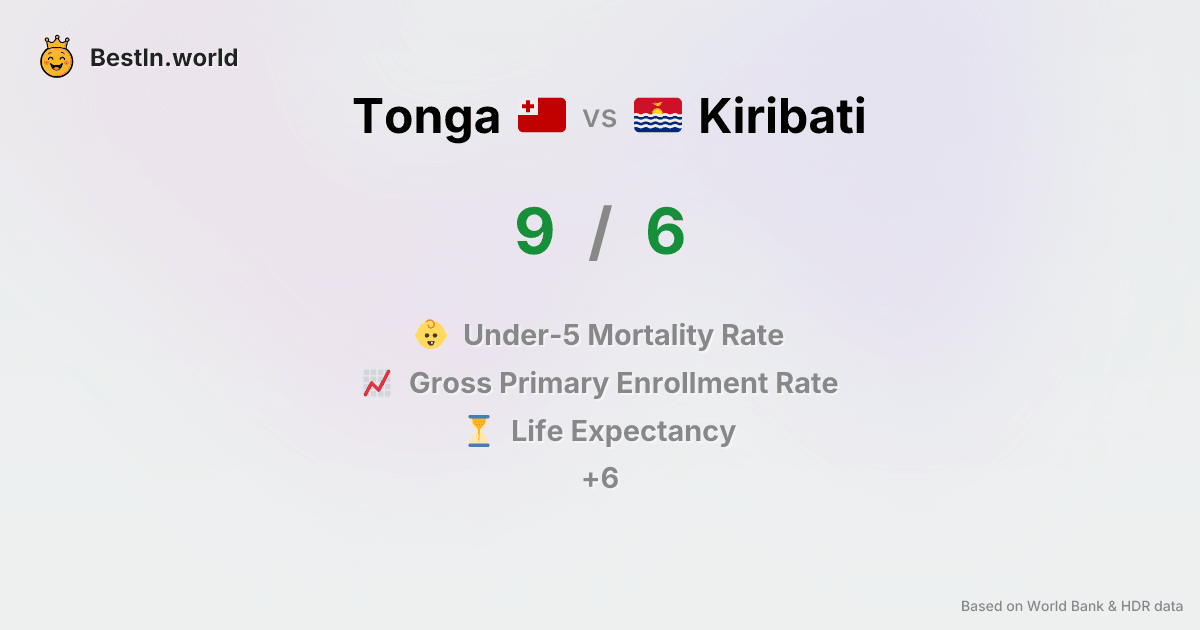 BestIn.world
Tonga vs Kiribati
9 / 6
Under-5 Mortality Rate
Gross Primary Enrollment Rate
Life Expectancy
+6
Based on World Bank & HDR data